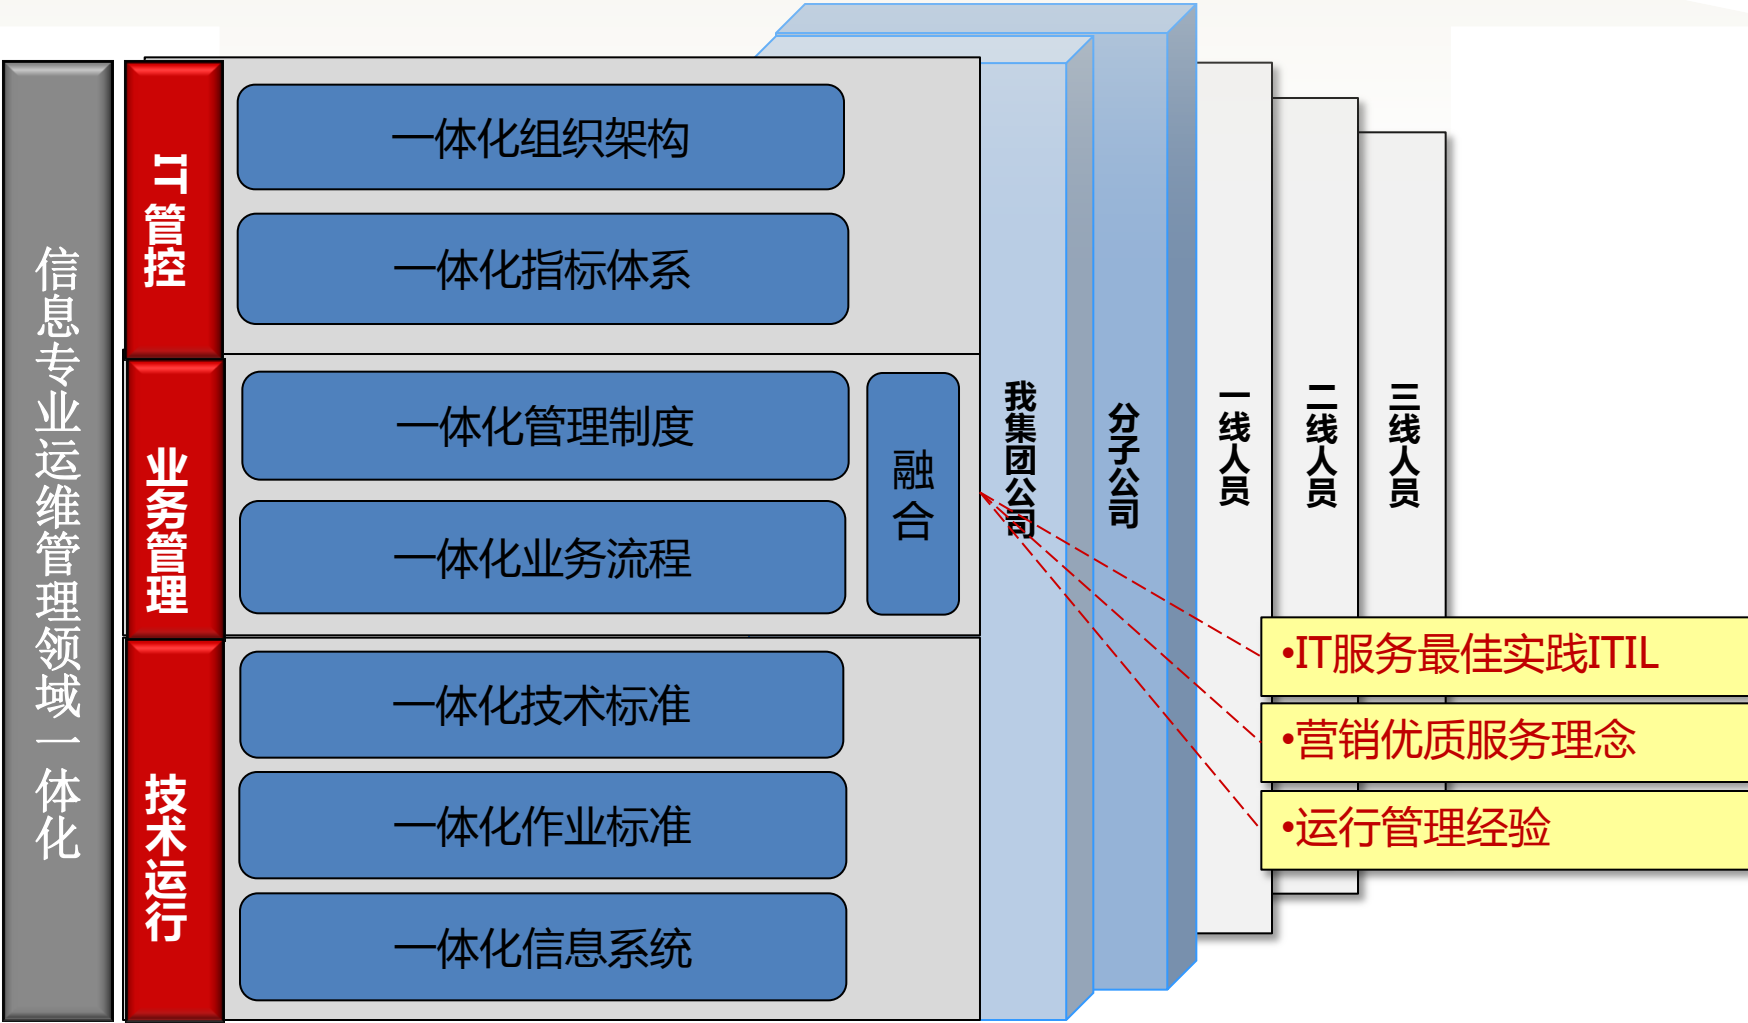 信息专业运维管理领域一体化
IT管控
一体化组织架构
一体化指标体系
业务管理
一体化管理制度
一体化业务流程
融合
技术运行
一体化技术标准
一体化作业标准
一体化信息系统
我集团公司
分子公司
一线人员
二线人员
三线人员
•IT服务最佳实践ITIL
•营销优质服务理念
•运行管理经验